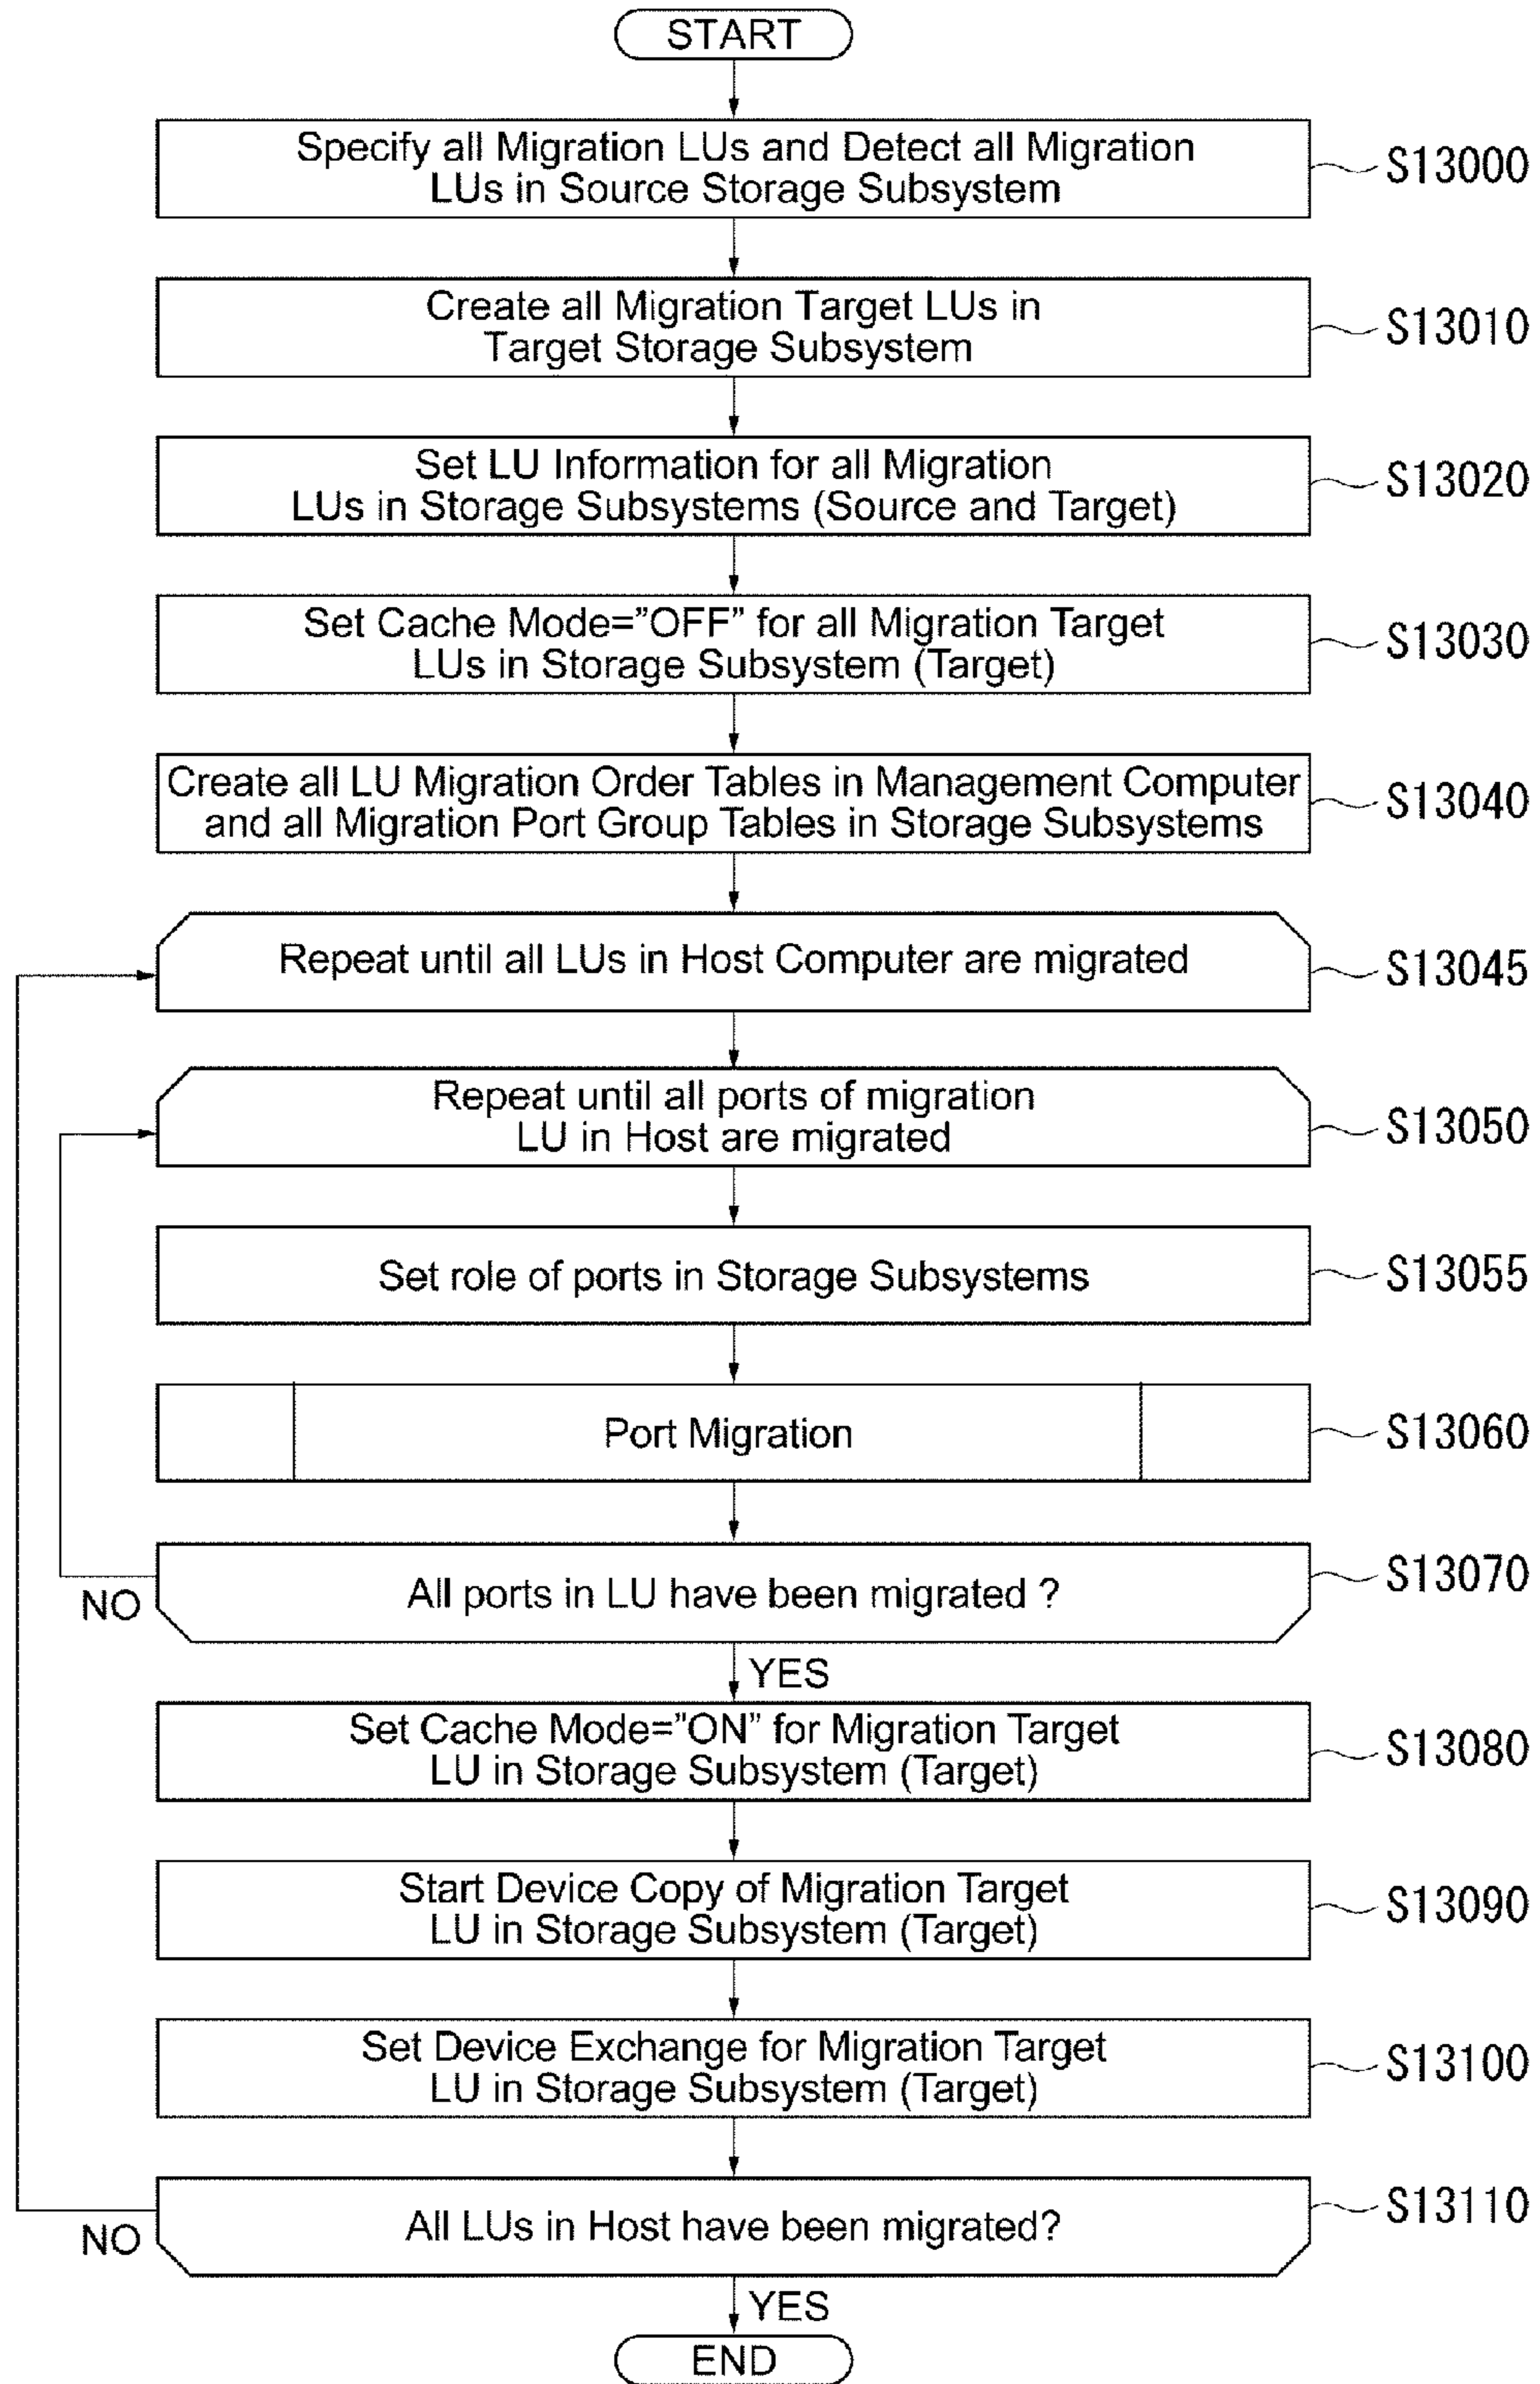 START
Specify all Migration LUs and Detect all Migration
LUs in Source Storage Subsystem
S13000
Create all Migration Target LUs in
Target Storage Subsystem
S13010
Set LU Information for all Migration
LUs in Storage Subsystems (Source and Target)
S13020
Set Cache Mode=”OFF” for all Migration Target
LUs in Storage Subsystem (Target)
S13030
Create all LU Migration Order Tables in Management Computer
and all Migration Port Group Tables in Storage Subsystems
S13040
Repeat until all LUs in Host Computer are migrated
S13045
Repeat until all ports of migration
LU in Host are migrated
S13050
Set role of ports in Storage Subsystems
S13055
Port Migration
S13060
All ports in LU have been migrated ?
S13070
NO
YES
Set Cache Mode=”ON” for Migration Target
LU in Storage Subsystem (Target)
S13080
Start Device Copy of Migration Target
LU in Storage Subsystem (Target)
S13090
Set Device Exchange for Migration Target
LU in Storage Subsystem (Target)
S13100
All LUs in Host have been migrated?
S13110
NO
YES
END